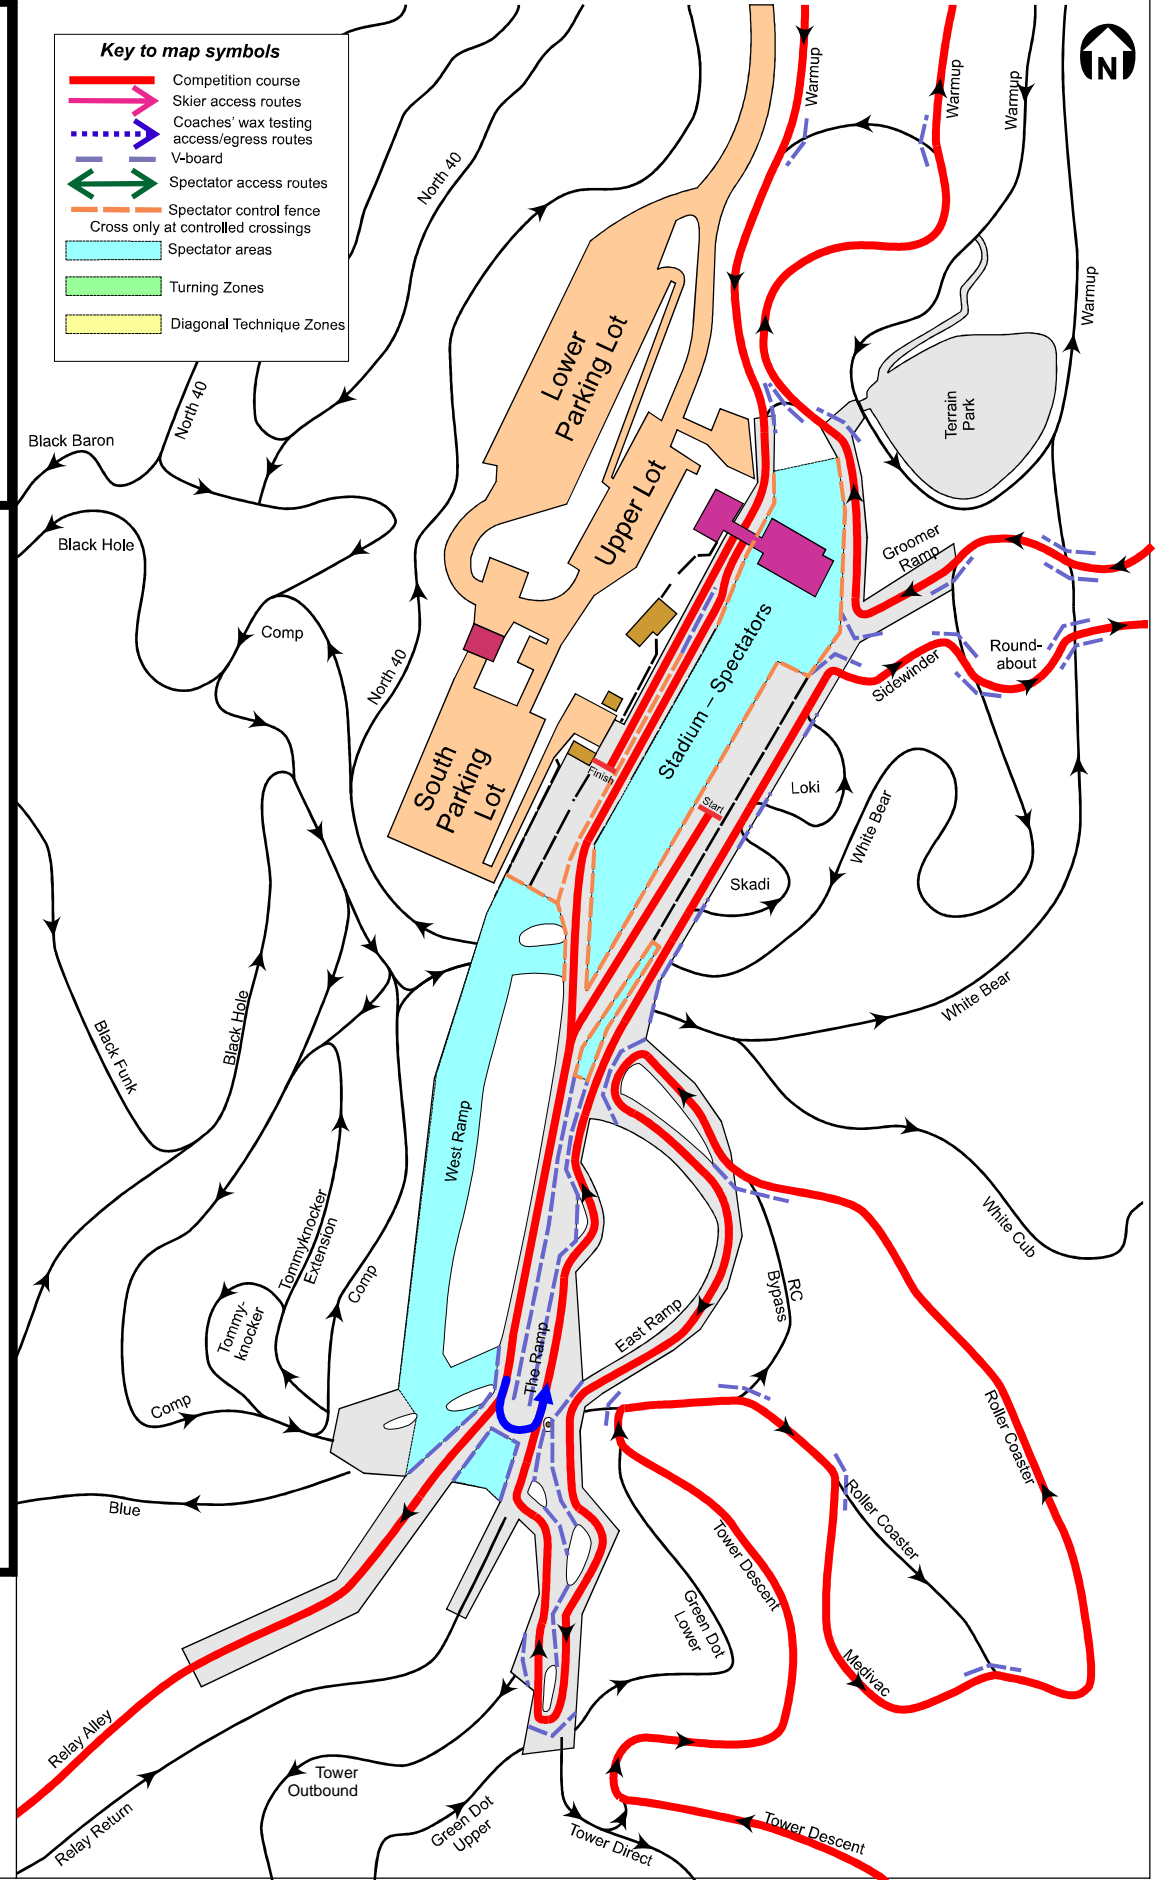 Key to map symbols
Competition course
Skier access routes
Coaches' wax testing
access/egress routes
V-board
Spectator access routes
Spectator control fence
Cross only at controlled crossings
Spectator areas
Turning Zones
Diagonal Technique Zones
N
Warmup
Warmup
Warmup
North 40
Warmup
Lower
Parking Lot
Terrain
Park
North 40
Black Baron
Upper Lot
Black Hole
Groomer
Ramp
Comp
Round-
about
North 40
Sidewinder
Stadium – Spectators
South
Parking
Lot
Finish
Start
Loki
White Bear
Skadi
White Bear
Black Hole
Black Funk
West Ramp
White Cub
Tommyknocker
Extension
Comp
RC
Bypass
East Ramp
Tommy-
knocker
The Ramp
Comp
Roller Coaster
Blue
Roller Coaster
Tower Descent
Green Dot
Lower
Medivac
Relay Alley
Tower
Outbound
Relay Return
Green Dot
Upper
Tower Direct
Tower Descent